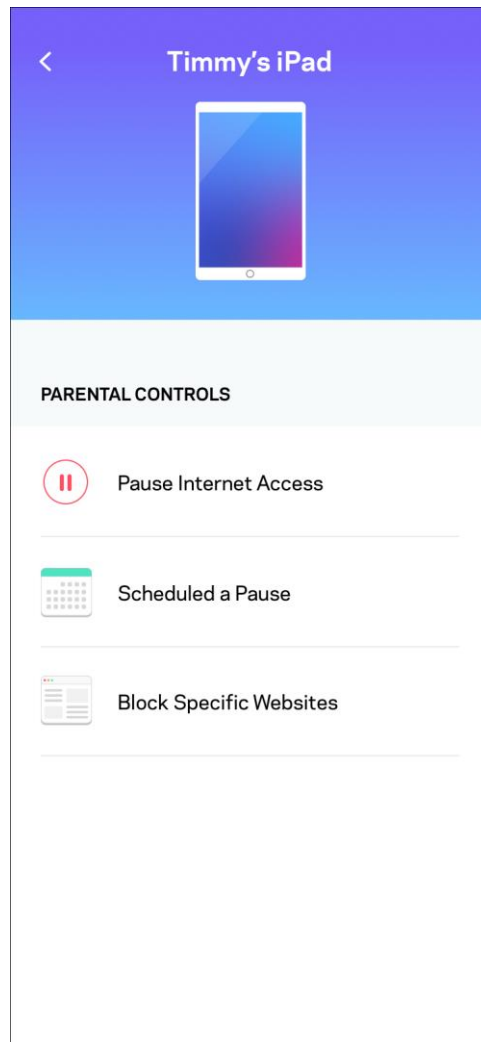 Timmy's iPad
PARENTAL CONTROLS
Pause Internet Access
Scheduled a Pause
Block Specific Websites